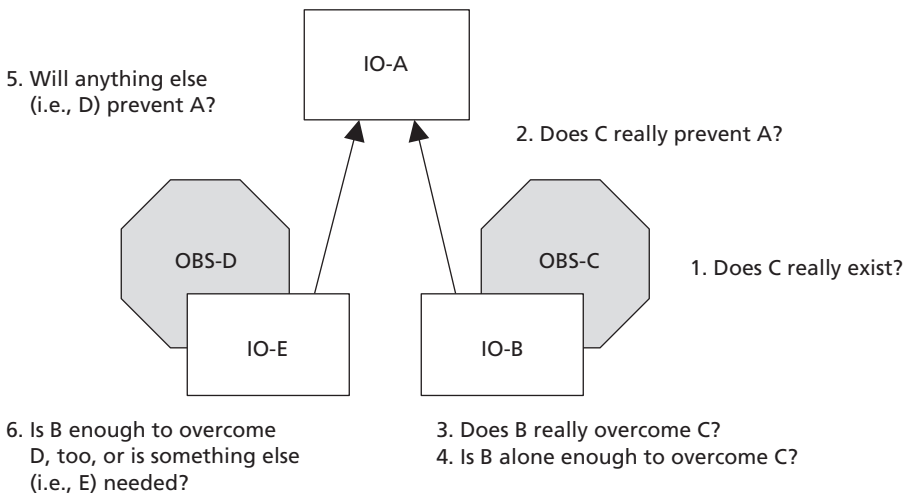 IO-A
5. Will anything else
(i.e., D) prevent A?
2. Does C really prevent A?
OBS-D
OBS-C
1. Does C really exist?
IO-E
IO-B
6. Is B enough to overcome
D, too, or is something else
(i.e., E) needed?
3. Does B really overcome C?
4. Is B alone enough to overcome C?